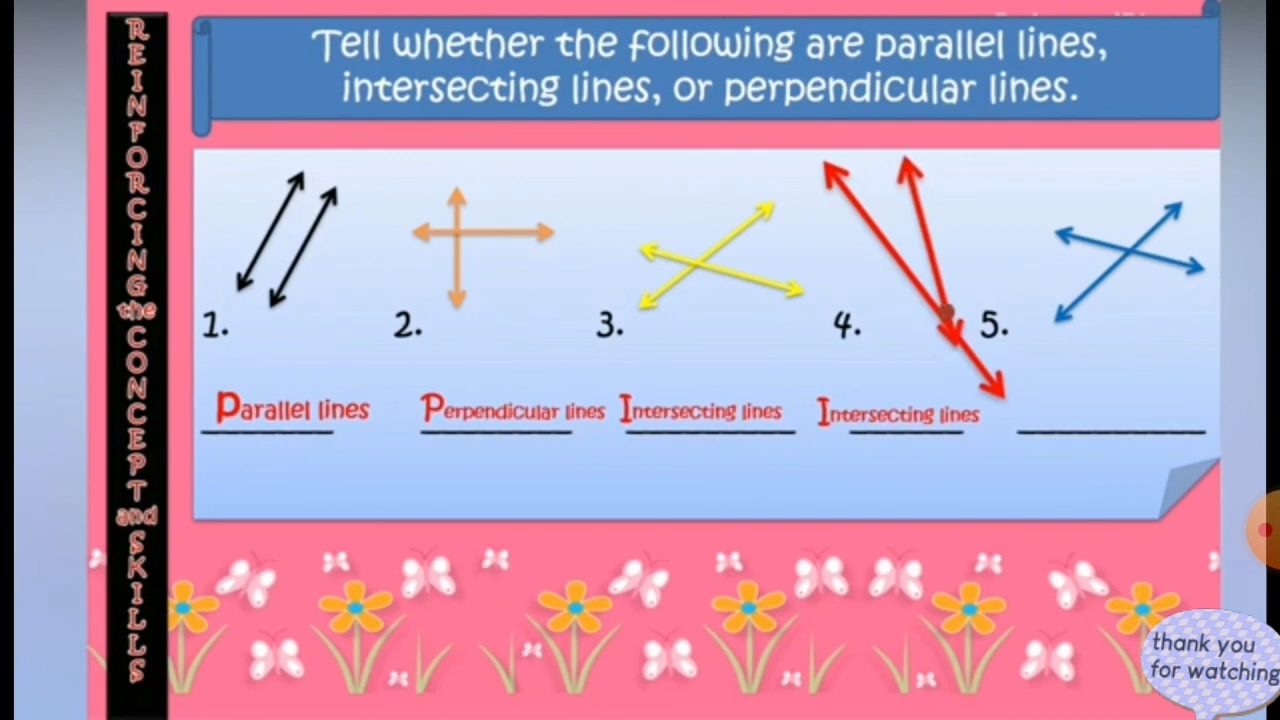 Tell whether the following are parallel lines,
intersecting lines, or perpendicular lines.
REINFORCING the CONCEPT and SKILLS
1.
2.
3.
4.
5.
Parallel lines
Perpendicular lines
Intersecting lines
Intersecting lines
thank you
for watching